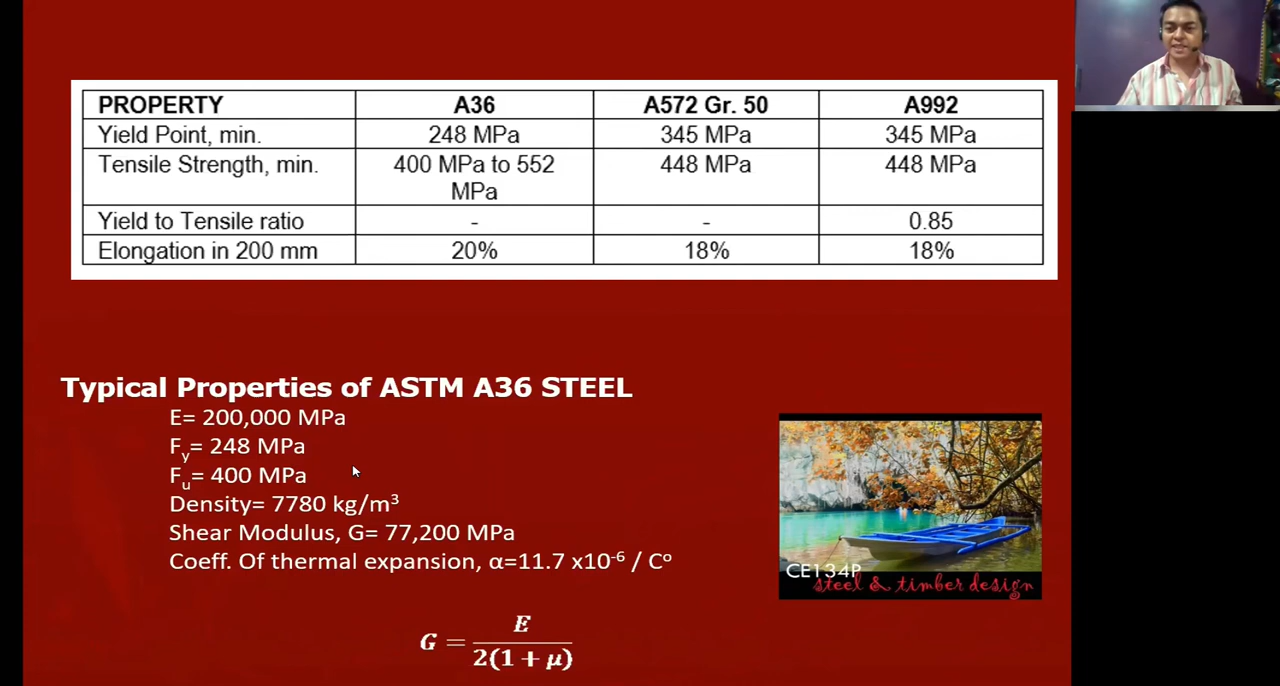 PROPERTY A36 A572 Gr. 50 A992
Yield Point, min. 248 MPa 345 MPa 345 MPa
Tensile Strength, min. 400 MPa to 552 MPa 448 MPa 448 MPa
Yield to Tensile ratio - - 0.85
Elongation in 200 mm 20% 18% 18%
Typical Properties of ASTM A36 STEEL
E= 200,000 MPa
Fy= 248 MPa
Fu= 400 MPa
Density= 7780 kg/m³
Shear Modulus, G= 77,200 MPa
Coeff. Of thermal expansion, α=11.7 x10⁻⁶ / Cº
CE134P
steel & timber design
G = E / 2(1 + μ)